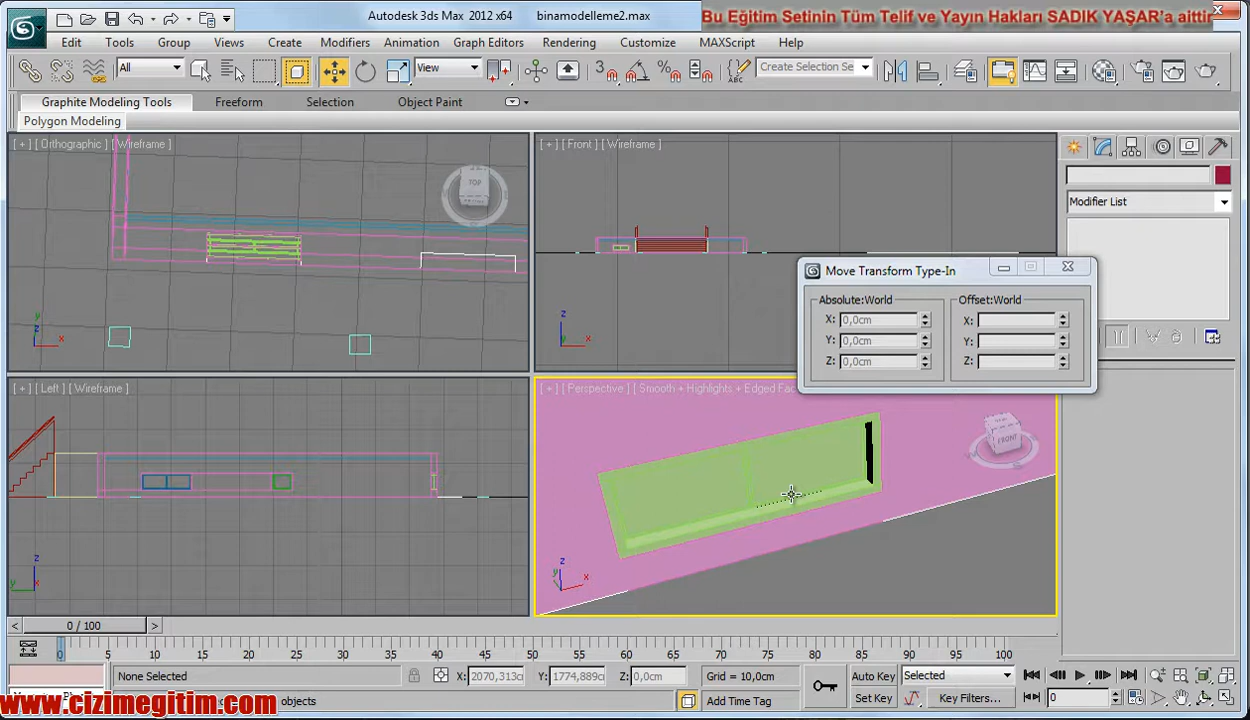 Autodesk 3ds Max 2012 x64 binamodelleme2.max
Bu Eğitim Setinin Tüm Telif ve Yayın Hakları SADIK YAŞAR'a aittir
Edit Tools Group Views Create Modifiers Animation Graph Editors Rendering Customize MAXScript Help
All View Create Selection Se
Graphite Modeling Tools Freeform Selection Object Paint
Polygon Modeling
[ + ] [ Orthographic ] [ Wireframe ]
TOP
[ + ] [ Front ] [ Wireframe ]
Modifier List
Move Transform Type-In
Absolute:World Offset:World
X: 0,0cm X:
Y: 0,0cm Y:
Z: 0,0cm Z:
[ + ] [ Left ] [ Wireframe ]
[ + ] [ Perspective ] [ Smooth + Highlights + Edged Fac
FRONT
0 / 100
0 5 10 15 20 25 30 35 40 45 50 55 60 65 70 75 80 85 90 95 100
None Selected X: 2070,313c Y: 1774,889c Z: 0,0cm Grid = 10,0cm Auto Key Selected
objects Add Time Tag Set Key Key Filters... 0
www.cizimegitim.com